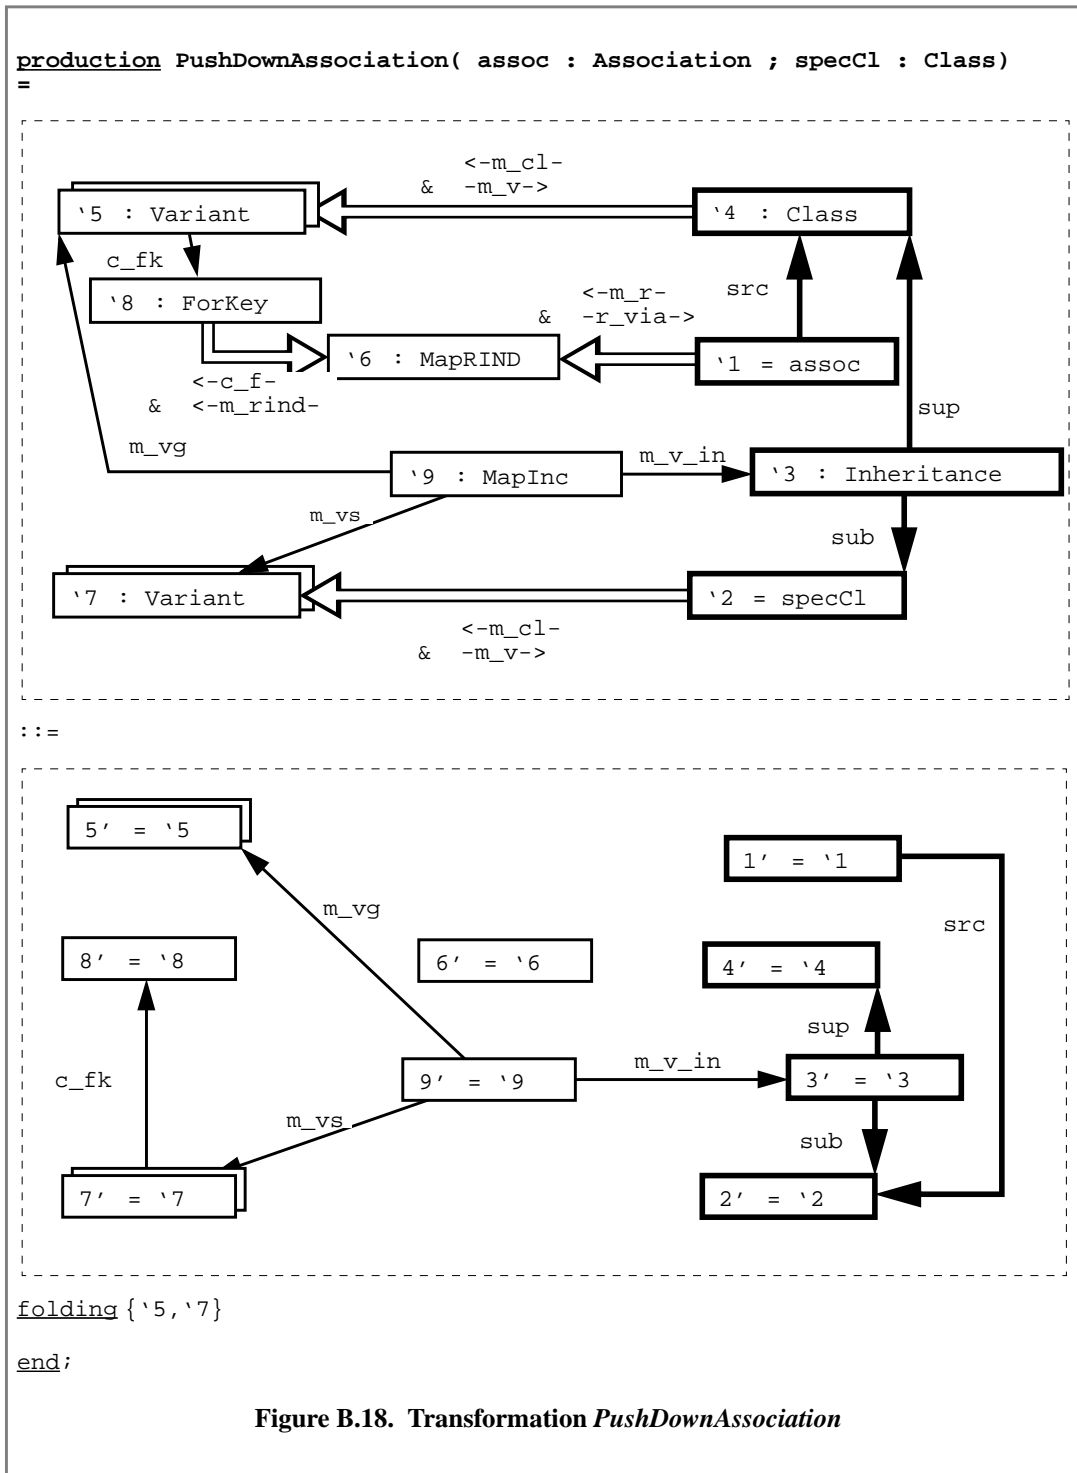 production PushDownAssociation( assoc : Association ; specCl : Class)
=
<-m_cl-
& -m_v->
‘5 : Variant
‘4 : Class
c_fk
‘8 : ForKey
<-m_r-
& -r_via->
src
‘6 : MapRIND
‘1 = assoc
<-c_f-
& <-m_rind-
sup
m_vg
m_v_in
‘9 : MapInc
‘3 : Inheritance
m_vs
sub
‘7 : Variant
‘2 = specCl
<-m_cl-
& -m_v->
::=
5’ = ‘5
1’ = ‘1
m_vg
src
8’ = ‘8
6’ = ‘6
4’ = ‘4
sup
c_fk
m_v_in
9’ = ‘9
3’ = ‘3
m_vs
sub
7’ = ‘7
2’ = ‘2
folding {‘5,‘7}
end;
Figure B.18. Transformation PushDownAssociation